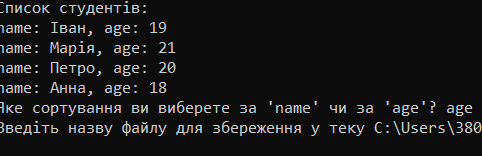 Список студентів:
name: Іван, age: 19
name: Марія, age: 21
name: Петро, age: 20
name: Анна, age: 18
Яке сортування ви виберете за 'name' чи за 'age'? age
Введіть назву файлу для збереження у теку C:\Users\380